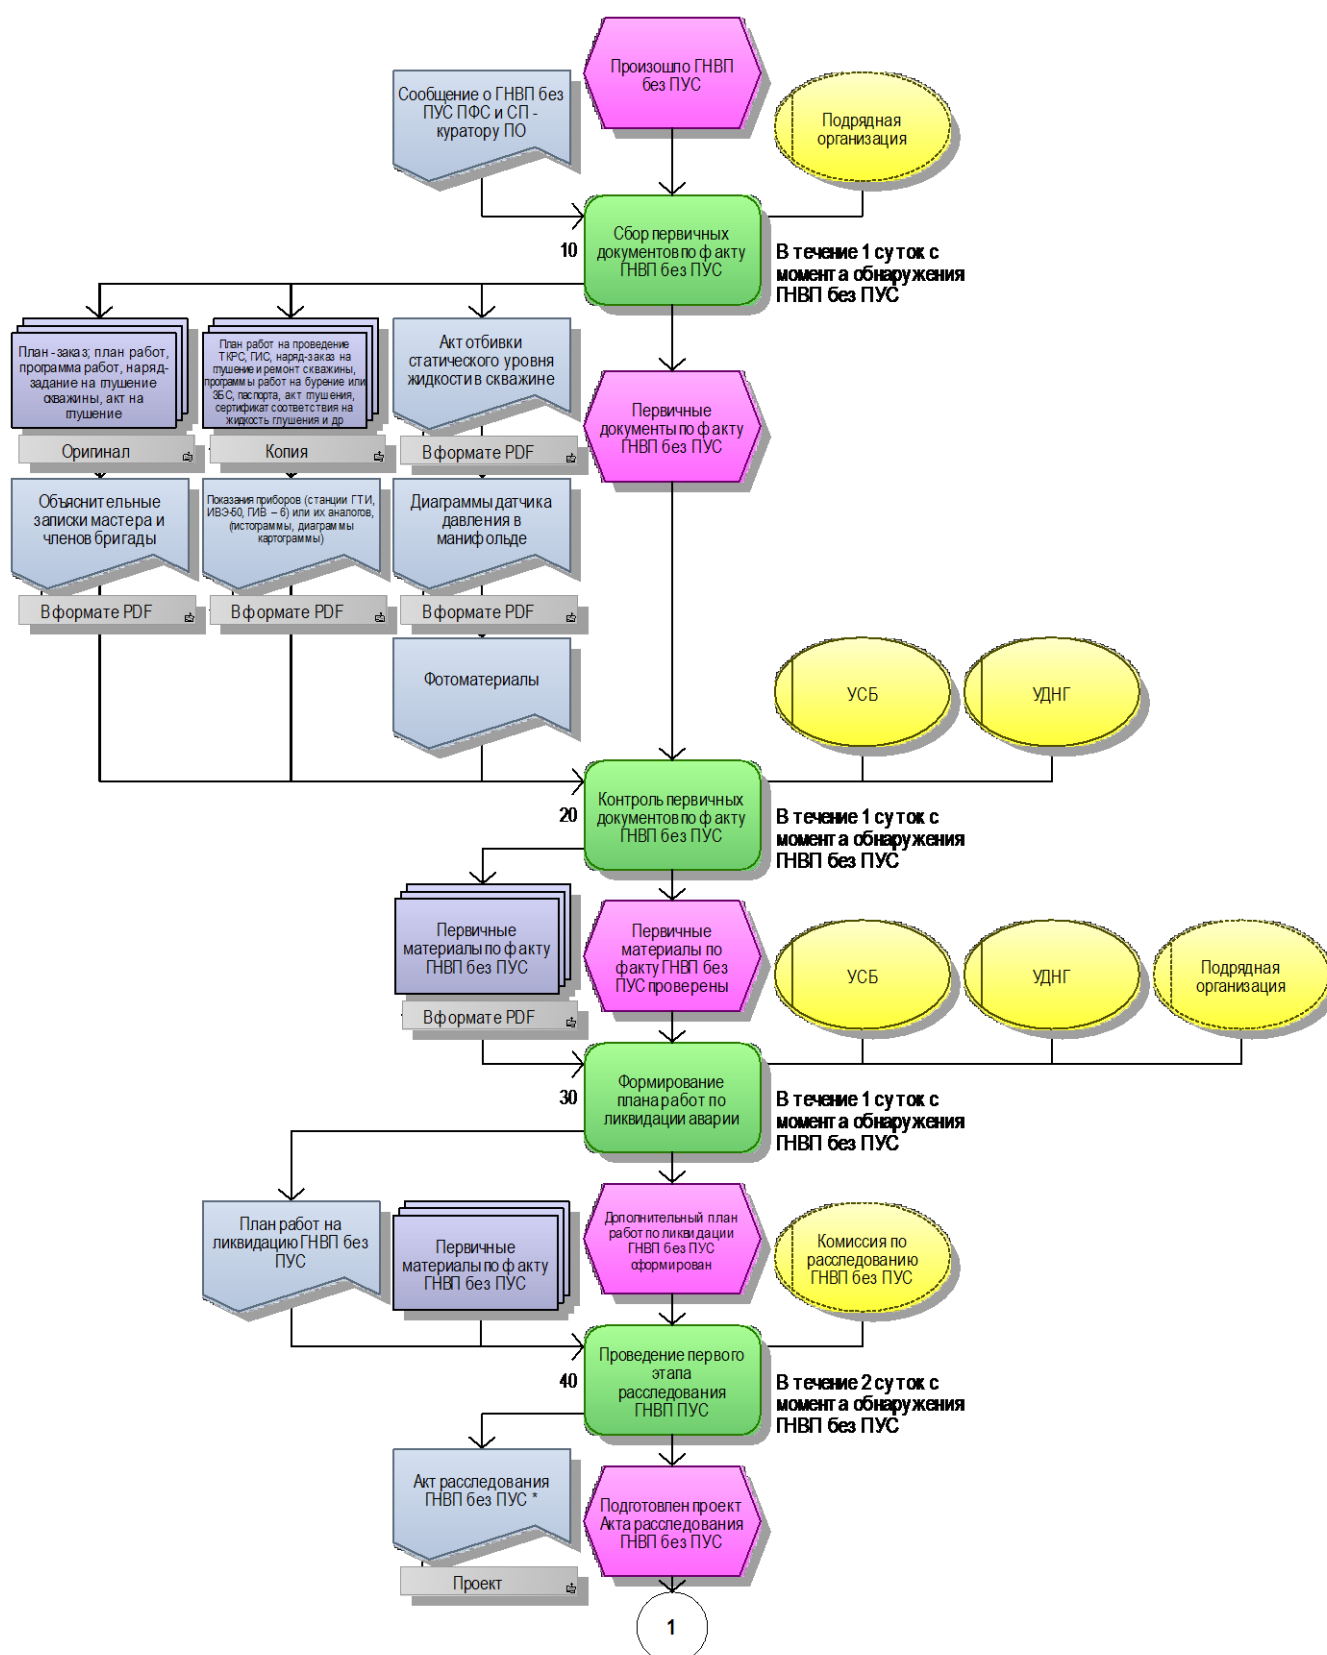 Произошло ГНВП
без ПУС
Сообщение о ГНВП без
ПУС ПФС и СП -
куратору ПО
Подрядная
организация
10
Сбор первичных
документов по факту
ГНВП без ПУС
В течение 1 суток с
момента обнаружения
ГНВП без ПУС
План - заказ; план работ,
программа работ, наряд-
задание на глушение
скважины, акт на
глушение
Оригинал
План работ на проведение
ТКРС, ГИС, наряд-заказ на
глушение и ремонт скважины,
программы работ на бурение или
ЗБС, паспорта, акт глушения,
сертификат соответствия на
жидкость глушения и др
Копия
Акт отбивки
статического уровня
жидкости в скважине
В формате PDF
Первичные
документы по факту
ГНВП без ПУС
Объяснительные
записки мастера и
членов бригады
В формате PDF
Показания приборов (станции ГТИ,
ИВЭ-50, ГИВ – 6) или их аналогов,
(гистограммы, диаграммы
картограммы)
В формате PDF
Диаграммы датчика
давления в
манифольде
В формате PDF
Фотоматериалы
УСБ
УДНГ
20
Контроль первичных
документов по факту
ГНВП без ПУС
В течение 1 суток с
момента обнаружения
ГНВП без ПУС
Первичные
материалы по факту
ГНВП без ПУС
В формате PDF
Первичные
материалы по
факту ГНВП без
ПУС проверены
УСБ
УДНГ
Подрядная
организация
30
Формирование
плана работ по
ликвидации аварии
В течение 1 суток с
момента обнаружения
ГНВП без ПУС
План работ на
ликвидацию ГНВП без
ПУС
Первичные
материалы по факту
ГНВП без ПУС
Дополнительный план
работ по ликвидации
ГНВП без ПУС
сформирован
Комиссия по
расследованию
ГНВП без ПУС
40
Проведение первого
этапа
расследования
ГНВП ПУС
В течение 2 суток с
момента обнаружения
ГНВП без ПУС
Акт расследования
ГНВП без ПУС *
Проект
Подготовлен проект
Акта расследования
ГНВП без ПУС
1